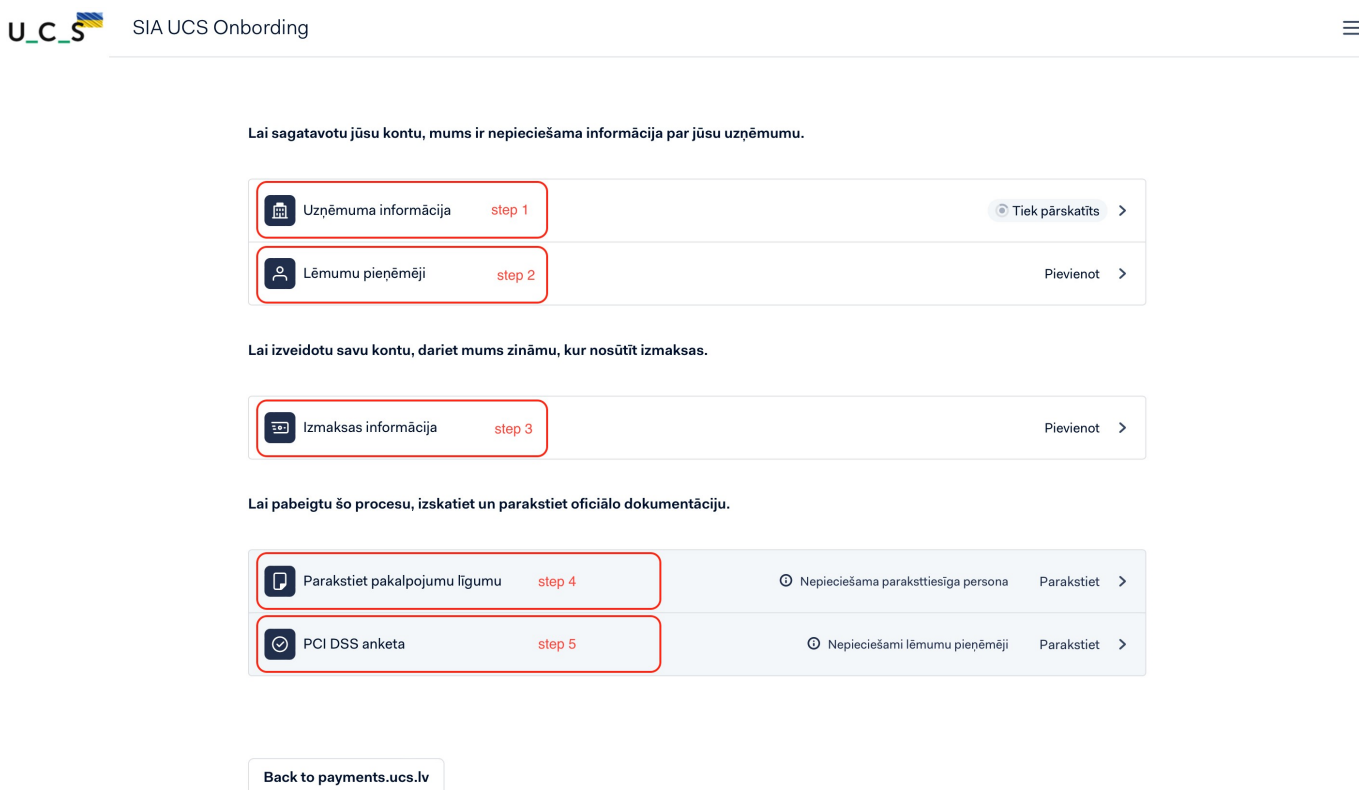 U_C_S SIA UCS Onbording
Lai sagatavotu jūsu kontu, mums ir nepieciešama informācija par jūsu uzņēmumu.
Uzņēmuma informācija step 1 Tiek pārskatīts
Lēmumu pieņēmēji step 2 Pievienot
Lai izveidotu savu kontu, dariet mums zināmu, kur nosūtīt izmaksas.
Izmaksas informācija step 3 Pievienot
Lai pabeigtu šo procesu, izskatiet un parakstiet oficiālo dokumentāciju.
Parakstiet pakalpojumu līgumu step 4 Nepieciešama paraksttiesīga persona Parakstiet
PCI DSS anketa step 5 Nepieciešami lēmumu pieņēmēji Parakstiet
Back to payments.ucs.lv